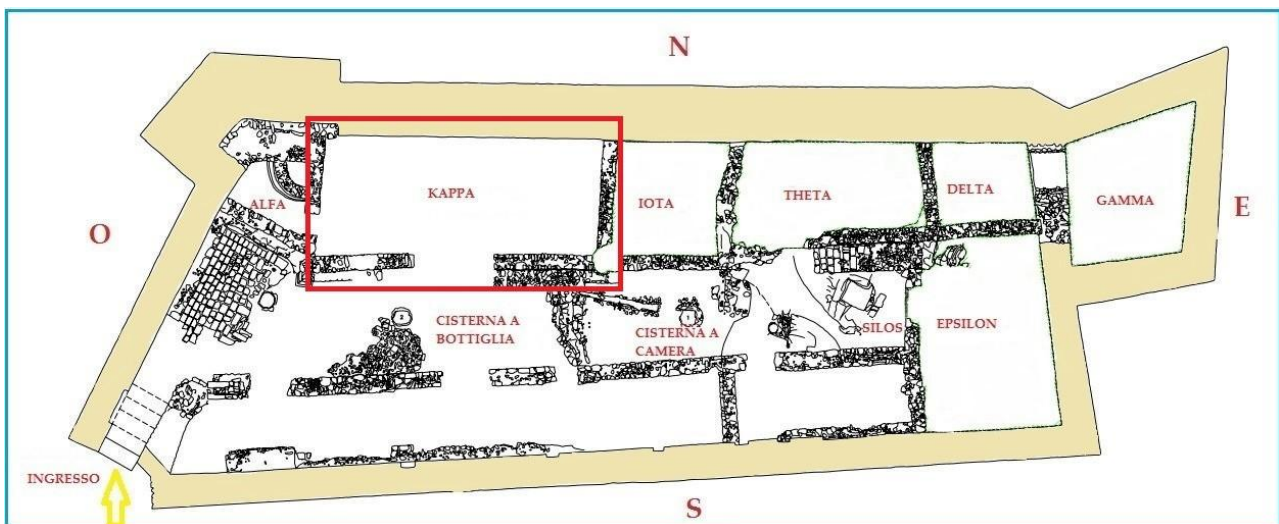 N
KAPPA
IOTA
THETA
DELTA
GAMMA
ALFA
O
E
CISTERNA A
BOTTIGLIA
CISTERNA A
CAMERA
SILOS
EPSILON
INGRESSO
S